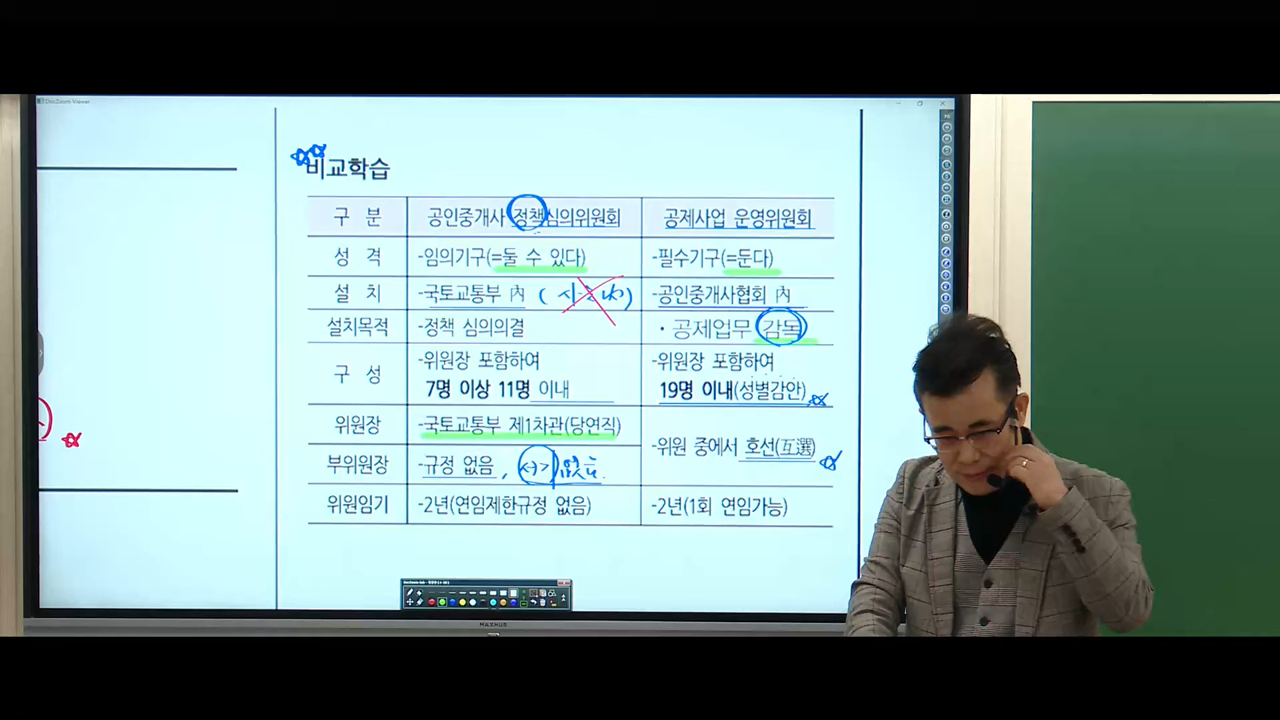 DocZoom Viewer
비교학습
구 분 공인중개사 정책심의위원회 공제사업 운영위원회
성 격 -임의기구(=둘 수 있다) -필수기구(=둔다)
설 치 -국토교통부 內 -공인중개사협회 內
설치목적 -정책 심의의결 ・공제업무 감독
구 성 -위원장 포함하여 -위원장 포함하여
7명 이상 11명 이내 19명 이내(성별감안)
위원장 -국토교통부 제1차관(당연직) -위원 중에서 호선(互選)
부위원장 -규정 없음 ,
위원임기 -2년(연임제한규정 없음) -2년(1회 연임가능)
MAXHUB